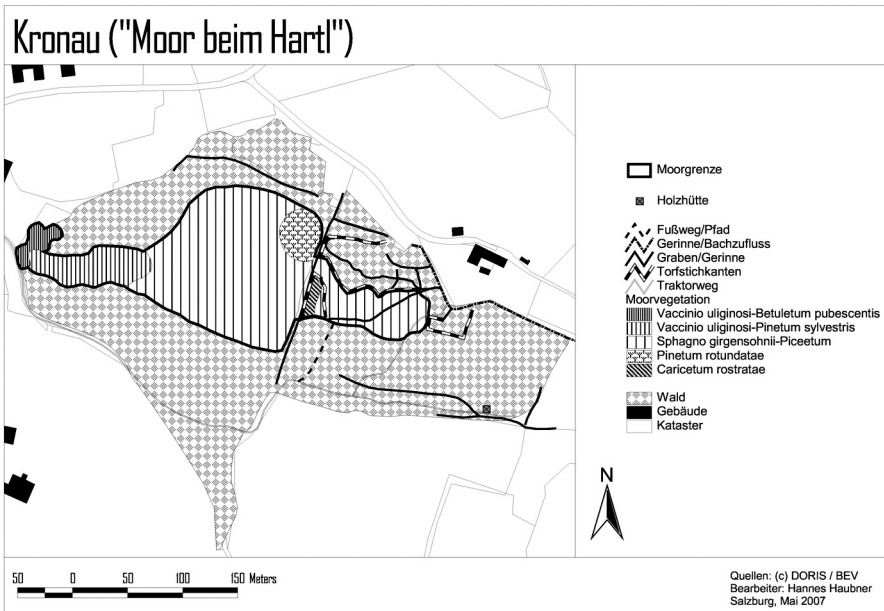 Kronau ("Moor beim Hartl")
Moorgrenze
Holzhütte
Fußweg/Pfad
Gerinne/Bachzufluss
Graben/Gerinne
Torfstichkanten
Traktorweg
Moorvegetation
Vaccinio uliginosi-Betuletum pubescentis
Vaccinio uliginosi-Pinetum sylvestris
Sphagno girgensohnii-Piceetum
Pinetum rotundatae
Caricetum rostratae
Wald
Gebäude
Kataster
N
50 0 50 100 150 Meters
Quellen: (c) DORIS / BEV
Bearbeiter: Hannes Haubner
Salzburg, Mai 2007